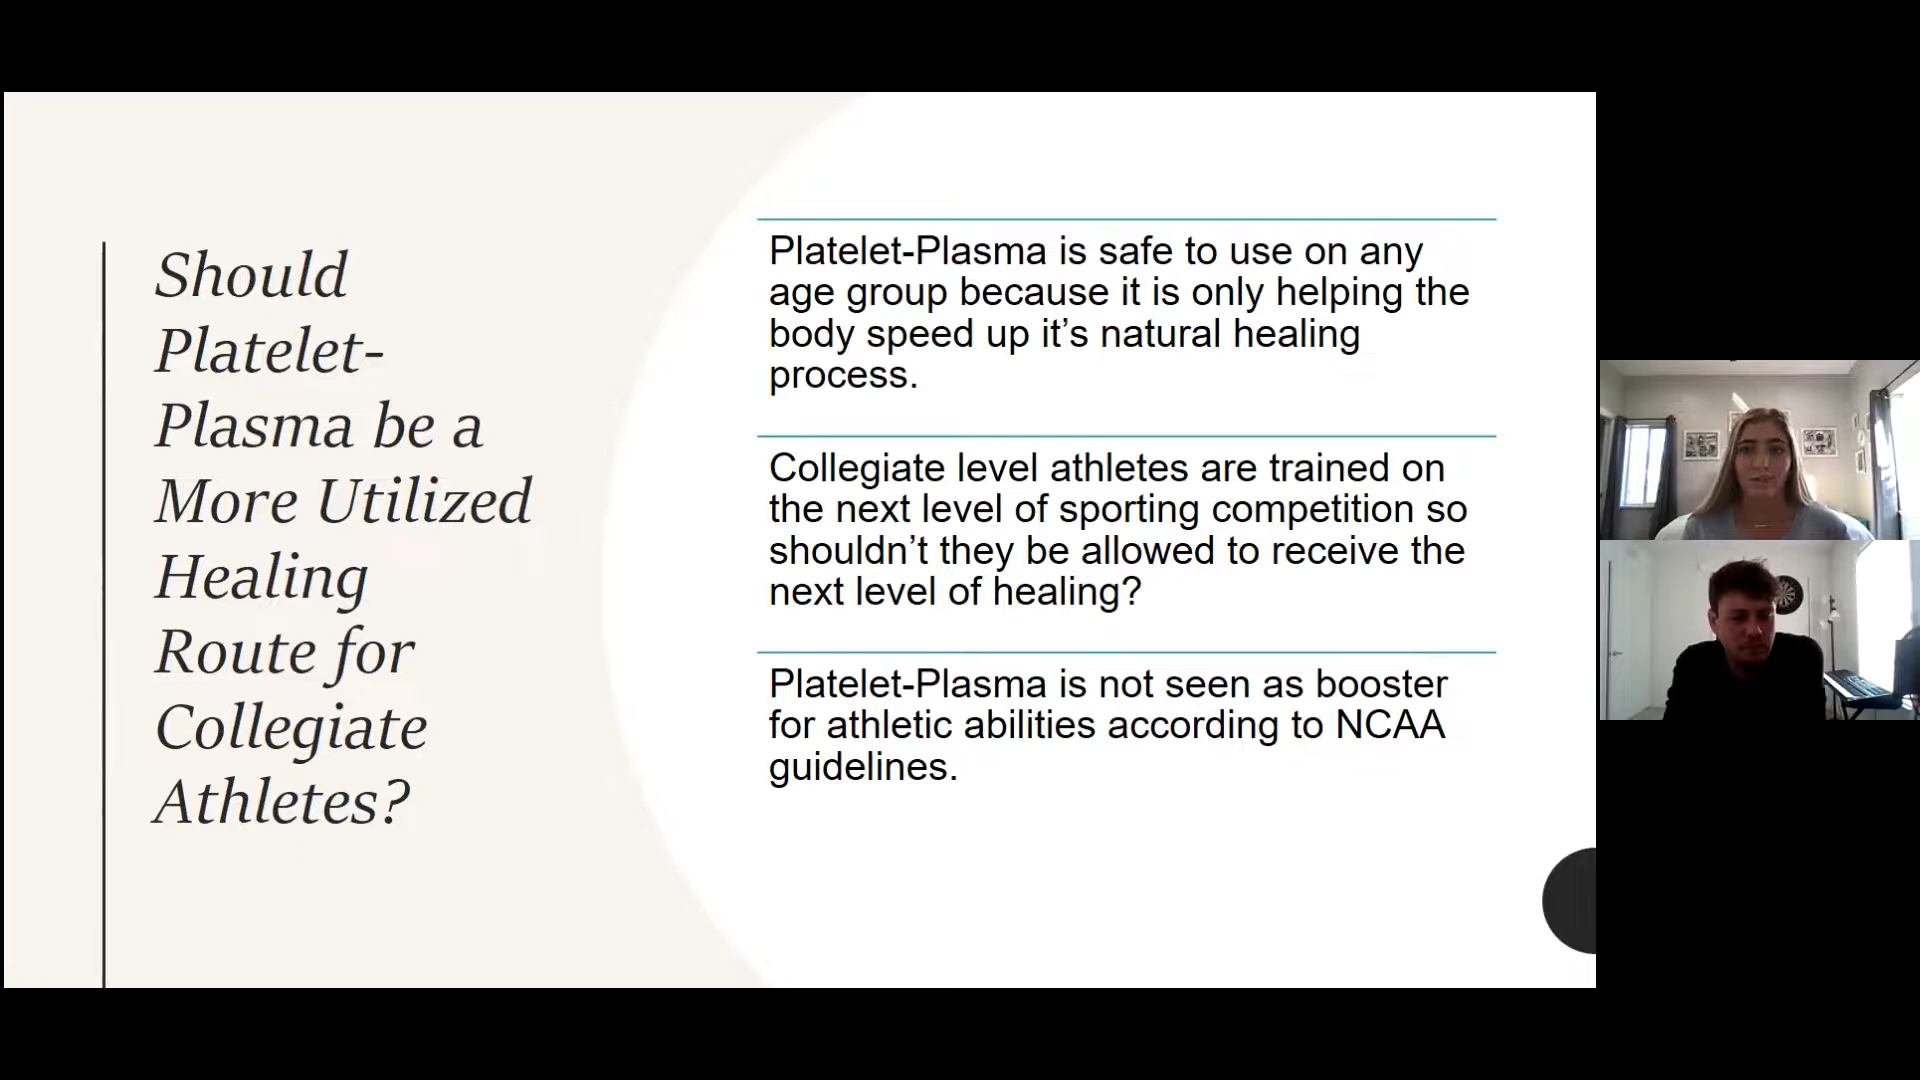 Should
Platelet-
Plasma be a
More Utilized
Healing
Route for
Collegiate
Athletes?
Platelet-Plasma is safe to use on any
age group because it is only helping the
body speed up it’s natural healing
process.
Collegiate level athletes are trained on
the next level of sporting competition so
shouldn’t they be allowed to receive the
next level of healing?
Platelet-Plasma is not seen as booster
for athletic abilities according to NCAA
guidelines.